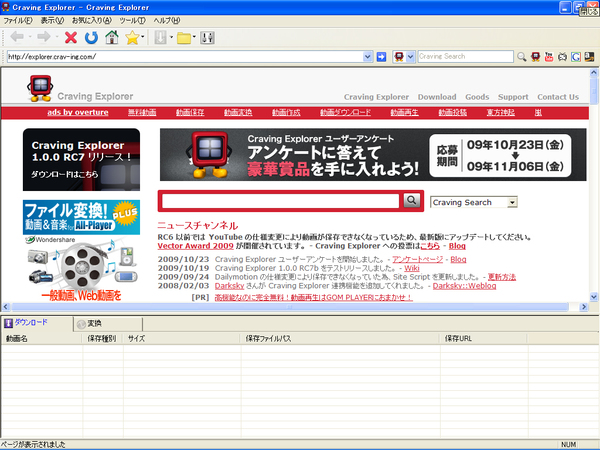 Craving Explorer - Craving Explorer
閉じる
ファイル(F) 表示(V) お気に入り(A) ツール(T) ヘルプ(H)
http://explorer.crav-ing.com/
Craving Search
Craving Explorer
Craving Explorer Download Goods Support Contact Us
ads by overture 無料動画 動画保存 動画変換 動画作成 動画ダウンロード 動画再生 動画投稿 東方神起 嵐
Craving Explorer
1.0.0 RC7 リリース!
ダウンロードはこちら
Craving Explorer ユーザーアンケート
アンケートに答えて
豪華賞品を手に入れよう!
応募
期間
09年10月23日(金)
09年11月06日(金)
ファイル変換!
動画&音楽 for All-Player
PLUS
Wondershare
一般動画、Web動画を
Craving Search
ニュースチャンネル
RC6 以前では YouTube の仕様変更により動画が保存できなくなっているため、最新版にアップデートしてください。
Vector Award 2009 が開催されています。 - Craving Explorer への投票はこちら - Blog
2009/10/23 Craving Explorer ユーザーアンケートを開始しました。 - アンケートページ - Blog
2009/10/19 Craving Explorer 1.0.0 RC7b をテストリリースしました。 - Wiki
2009/09/24 Dailymotion の仕様変更により保存できなくなっていた為、Site Script を更新しました。 - 更新方法
2008/02/03 Darksky さんが Craving Explorer 連携機能を追加してくれました。 - Darksky::Weblog
[PR] 高機能なのに完全無料!動画再生はGOM PLAYERにおまかせ!
ダウンロード 変換
動画名 保存種別 サイズ 保存ファイルパス 保存URL
ページが表示されました NUM